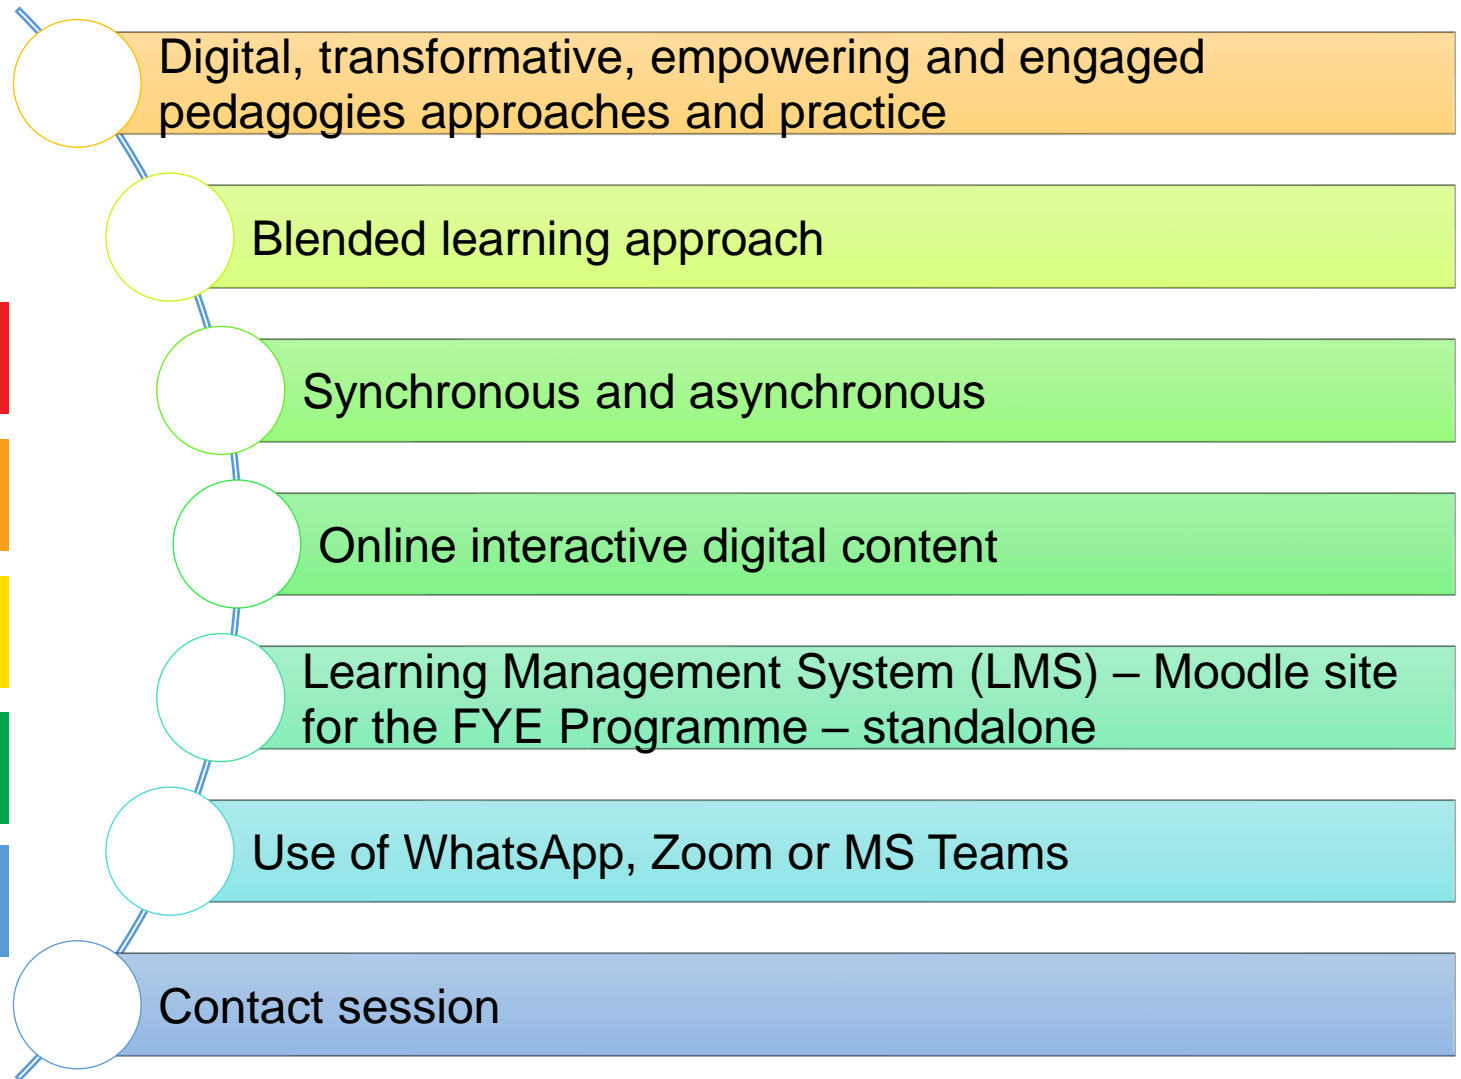 Digital, transformative, empowering and engaged
pedagogies approaches and practice
Blended learning approach
Synchronous and asynchronous
Online interactive digital content
Learning Management System (LMS) – Moodle site
for the FYE Programme – standalone
Use of WhatsApp, Zoom or MS Teams
Contact session